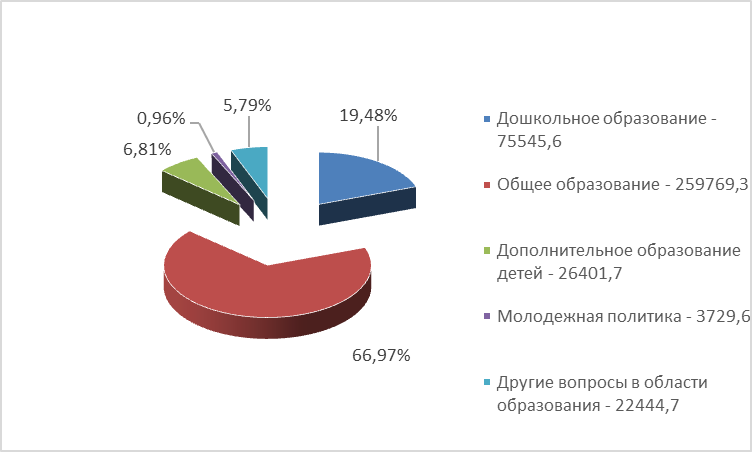 5,79%
0,96%
19,48%
6,81%
66,97%
Дошкольное образование -
75545,6
Общее образование - 259769,3
Дополнительное образование
детей - 26401,7
Молодежная политика - 3729,6
Другие вопросы в области
образования - 22444,7